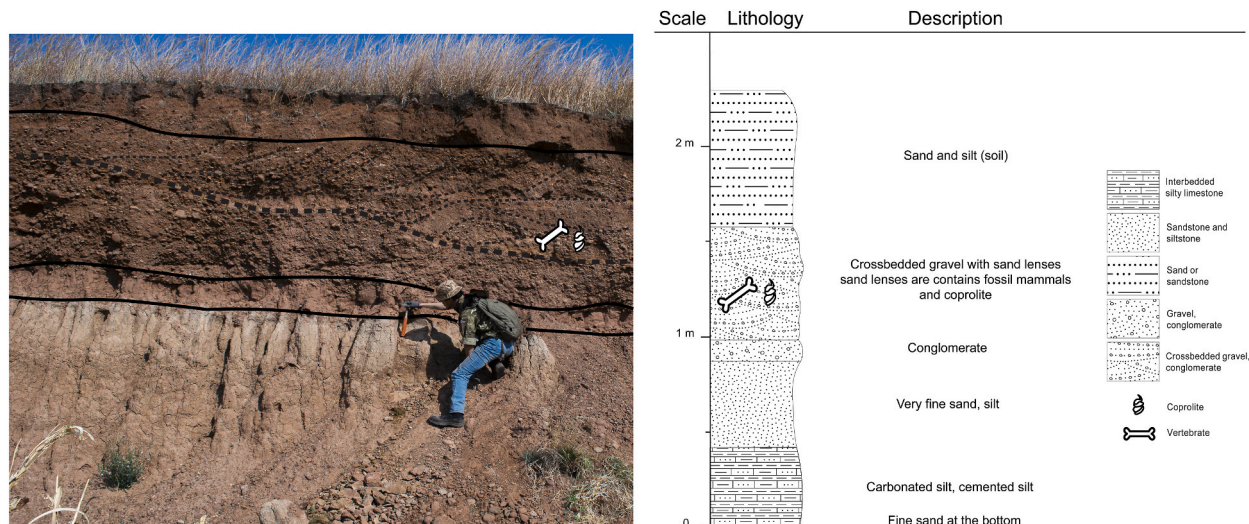 Scale Lithology Description
2 m
Sand and silt (soil)
Crossbedded gravel with sand lenses
sand lenses are contains fossil mammals
and coprolite
1 m
Conglomerate
Very fine sand, silt
Carbonated silt, cemented silt
0
Fine sand at the bottom
Interbedded
silty limestone
Sandstone and
siltstone
Sand or
sandstone
Gravel,
conglomerate
Crossbedded gravel,
conglomerate
Coprolite
Vertebrate